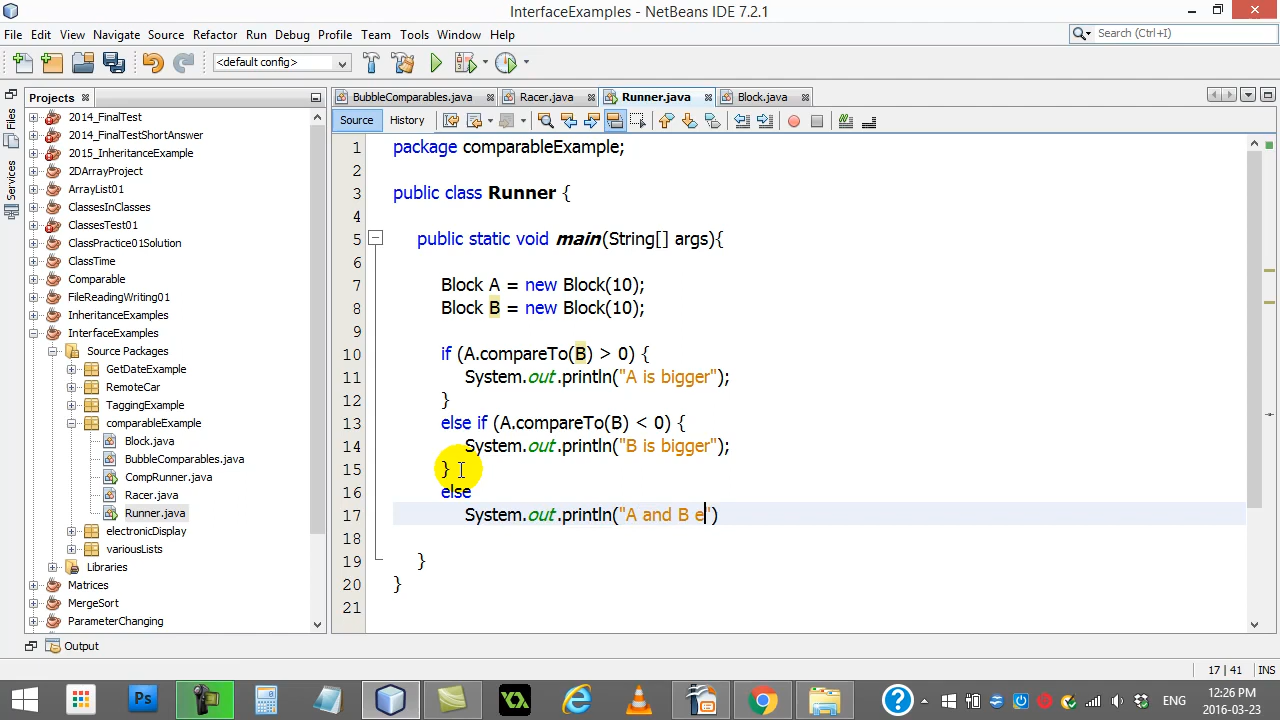 InterfaceExamples - NetBeans IDE 7.2.1
File Edit View Navigate Source Refactor Run Debug Profile Team Tools Window Help
Search (Ctrl+I)
<default config>
Projects
Files
Services
2014_FinalTest
2014_FinalTestShortAnswer
2015_InheritanceExample
2DArrayProject
ArrayList01
ClassesInClasses
ClassesTest01
ClassPractice01Solution
ClassTime
Comparable
FileReadingWriting01
InheritanceExamples
InterfaceExamples
Source Packages
GetDateExample
RemoteCar
TaggingExample
comparableExample
Block.java
BubbleComparables.java
CompRunner.java
Racer.java
Runner.java
electronicDisplay
variousLists
Libraries
Matrices
MergeSort
ParameterChanging
BubbleComparables.java Racer.java Runner.java Block.java
Source History
1 package comparableExample;
2
3 public class Runner {
4
5 public static void main(String[] args){
6
7 Block A = new Block(10);
8 Block B = new Block(10);
9
10 if (A.compareTo(B) > 0) {
11 System.out.println("A is bigger");
12 }
13 else if (A.compareTo(B) < 0) {
14 System.out.println("B is bigger");
15 }
16 else
17 System.out.println("A and B e")
18
19 }
20 }
21
Output
17 | 41 INS
Ps
ENG
12:26 PM
2016-03-23